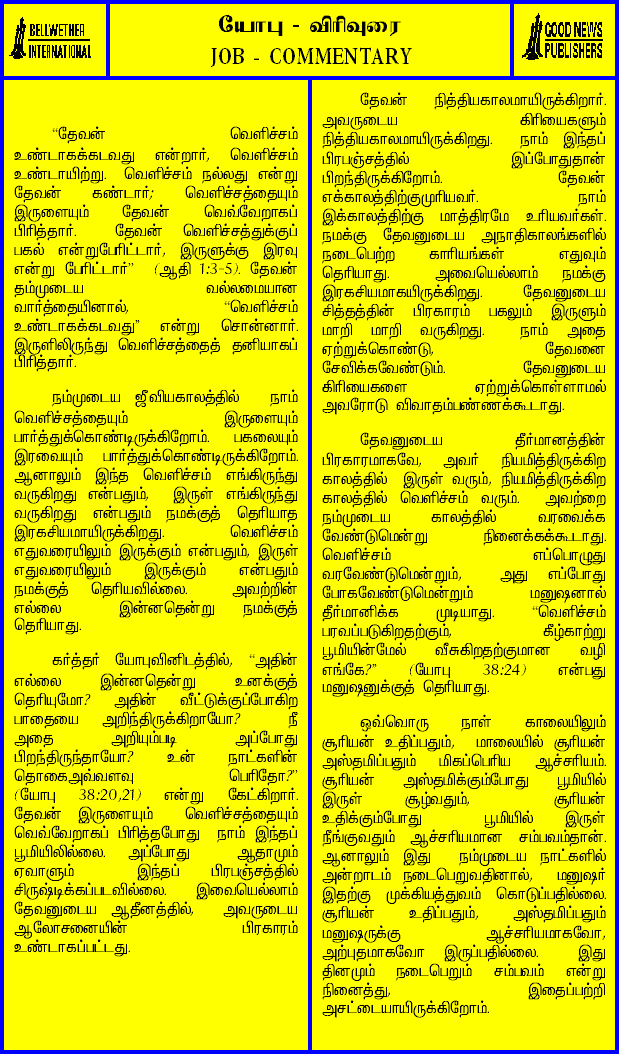 BELLWETHER
INTERNATIONAL
யோபு - விரிவுரை
JOB - COMMENTARY
GOOD NEWS
PUBLISHERS
“தேவன் வெளிச்சம்
உண்டாகக்கடவது என்றார், வெளிச்சம்
உண்டாயிற்று. வெளிச்சம் நல்லது என்று
தேவன் கண்டார்; வெளிச்சத்தையும்
இருளையும் தேவன் வெவ்வேறாகப்
பிரித்தார். தேவன் வெளிச்சத்துக்குப்
பகல் என்றுபேரிட்டார், இருளுக்கு இரவு
என்று பேரிட்டார்” (ஆதி 1:3-5). தேவன்
தம்முடைய வல்லமையான
வார்த்தையினால், “வெளிச்சம்
உண்டாகக்கடவது” என்று சொன்னார்.
இருளிலிருந்து வெளிச்சத்தைத் தனியாகப்
பிரித்தார்.
நம்முடைய ஜீவியகாலத்தில் நாம்
வெளிச்சத்தையும் இருளையும்
பார்த்துக்கொண்டிருக்கிறோம். பகலையும்
இரவையும் பார்த்துக்கொண்டிருக்கிறோம்.
ஆனாலும் இந்த வெளிச்சம் எங்கிருந்து
வருகிறது என்பதும், இருள் எங்கிருந்து
வருகிறது என்பதும் நமக்குத் தெரியாத
இரகசியமாயிருக்கிறது. வெளிச்சம்
எதுவரையிலும் இருக்கும் என்பதும், இருள்
எதுவரையிலும் இருக்கும் என்பதும்
நமக்குத் தெரியவில்லை. அவற்றின்
எல்லை இன்னதென்று நமக்குத்
தெரியாது.
கர்த்தர் யோபுவினிடத்தில், “அதின்
எல்லை இன்னதென்று உனக்குத்
தெரியுமோ? அதின் வீட்டுக்குப்போகிற
பாதையை அறிந்திருக்கிறாயோ? நீ
அதை அறியும்படி அப்போது
பிறந்திருந்தாயோ? உன் நாட்களின்
தொகைஅவ்வளவு பெரிதோ?”
(யோபு 38:20,21) என்று கேட்கிறார்.
தேவன் இருளையும் வெளிச்சத்தையும்
வெவ்வேறாகப் பிரித்தபோது நாம் இந்தப்
பூமியிலில்லை. அப்போது ஆதாமும்
ஏவாளும் இந்தப் பிரபஞ்சத்தில்
சிருஷ்டிக்கப்படவில்லை. இவையெல்லாம்
தேவனுடைய ஆதீனத்தில், அவருடைய
ஆலோசனையின் பிரகாரம்
உண்டாகப்பட்டது.
தேவன் நித்தியகாலமாயிருக்கிறார்.
அவருடைய கிரியைகளும்
நித்தியகாலமாயிருக்கிறது. நாம் இந்தப்
பிரபஞ்சத்தில் இப்போதுதான்
பிறந்திருக்கிறோம். தேவன்
எக்காலத்திற்குமுரியவர். நாம்
இக்காலத்திற்கு மாத்திரமே உரியவர்கள்.
நமக்கு தேவனுடைய அநாதிகாலங்களில்
நடைபெற்ற காரியங்கள் எதுவும்
தெரியாது. அவையெல்லாம் நமக்கு
இரகசியமாகயிருக்கிறது. தேவனுடைய
சித்தத்தின் பிரகாரம் பகலும் இருளும்
மாறி மாறி வருகிறது. நாம் அதை
ஏற்றுக்கொண்டு, தேவனை
சேவிக்கவேண்டும். தேவனுடைய
கிரியைகளை ஏற்றுக்கொள்ளாமல்
அவரோடு விவாதம்பண்ணக்கூடாது.
தேவனுடைய தீர்மானத்தின்
பிரகாரமாகவே, அவர் நியமித்திருக்கிற
காலத்தில் இருள் வரும், நியமித்திருக்கிற
காலத்தில் வெளிச்சம் வரும். அவற்றை
நம்முடைய காலத்தில் வரவைக்க
வேண்டுமென்று நினைக்கக்கூடாது.
வெளிச்சம் எப்பொழுது
வரவேண்டுமென்றும், அது எப்போது
போகவேண்டுமென்றும் மனுஷனால்
தீர்மானிக்க முடியாது. “வெளிச்சம்
பரவப்படுகிறதற்கும், கீழ்காற்று
பூமியின்மேல் வீசுகிறதற்குமான வழி
எங்கே?” (யோபு 38:24) என்பது
மனுஷனுக்குத் தெரியாது.
ஒவ்வொரு நாள் காலையிலும்
சூரியன் உதிப்பதும், மாலையில் சூரியன்
அஸ்தமிப்பதும் மிகப்பெரிய ஆச்சரியம்.
சூரியன் அஸ்தமிக்கும்போது பூமியில்
இருள் சூழ்வதும், சூரியன்
உதிக்கும்போது பூமியில் இருள்
நீங்குவதும் ஆச்சரியமான சம்பவம்தான்.
ஆனாலும் இது நம்முடைய நாட்களில்
அன்றாடம் நடைபெறுவதினால், மனுஷர்
இதற்கு முக்கியத்துவம் கொடுப்பதில்லை.
சூரியன் உதிப்பதும், அஸ்தமிப்பதும்
மனுஷருக்கு ஆச்சரியமாகவோ,
அற்புதமாகவோ இருப்பதில்லை. இது
தினமும் நடைபெறும் சம்பவம் என்று
நினைத்து, இதைப்பற்றி
அசட்டையாயிருக்கிறோம்.